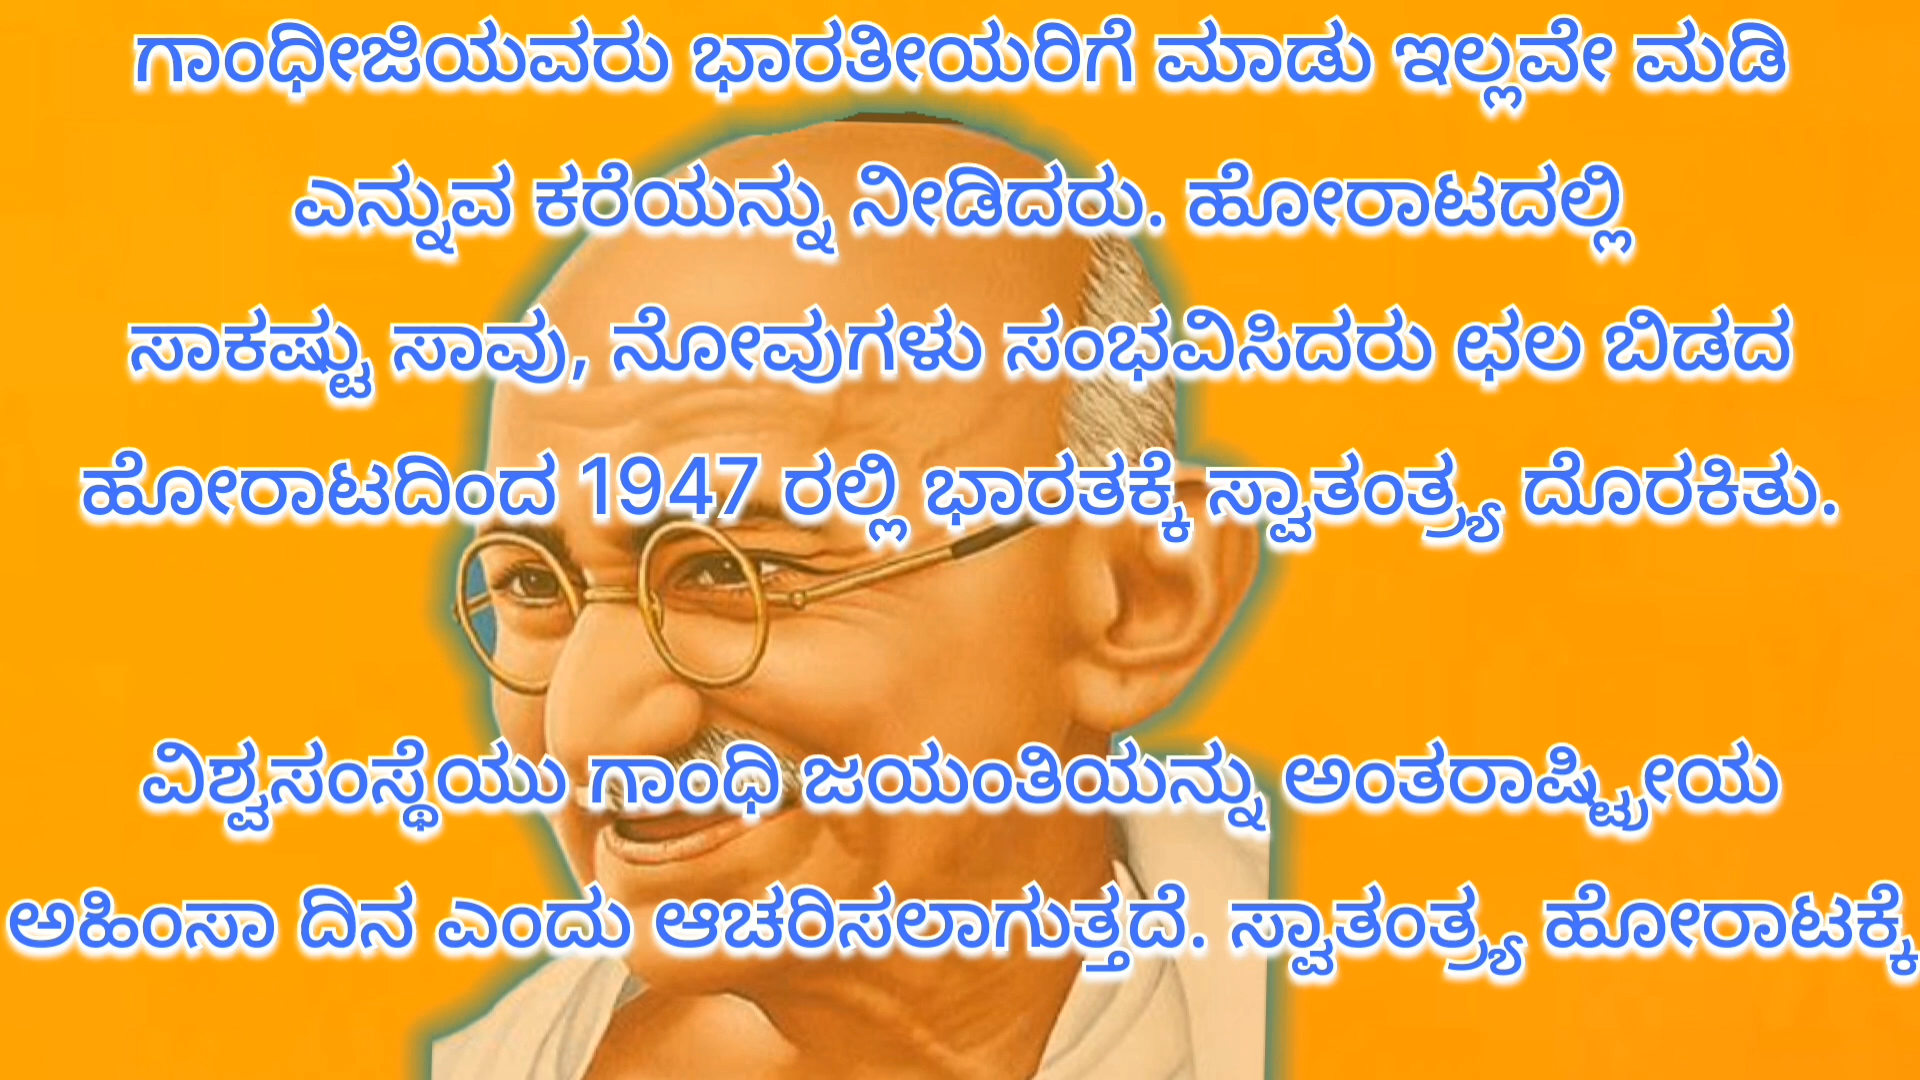 ಗಾಂಧೀಜಿಯವರು ಭಾರತೀಯರಿಗೆ ಮಾಡು ಇಲ್ಲವೇ ಮಡಿ
ಎನ್ನುವ ಕರೆಯನ್ನು ನೀಡಿದರು. ಹೋರಾಟದಲ್ಲಿ
ಸಾಕಷ್ಟು ಸಾವು, ನೋವುಗಳು ಸಂಭವಿಸಿದರು ಛಲ ಬಿಡದ
ಹೋರಾಟದಿಂದ 1947 ರಲ್ಲಿ ಭಾರತಕ್ಕೆ ಸ್ವಾತಂತ್ರ್ಯ ದೊರಕಿತು.
ವಿಶ್ವಸಂಸ್ಥೆಯು ಗಾಂಧಿ ಜಯಂತಿಯನ್ನು ಅಂತರಾಷ್ಟ್ರೀಯ
ಅಹಿಂಸಾ ದಿನ ಎಂದು ಆಚರಿಸಲಾಗುತ್ತದೆ. ಸ್ವಾತಂತ್ರ್ಯ ಹೋರಾಟಕ್ಕೆ